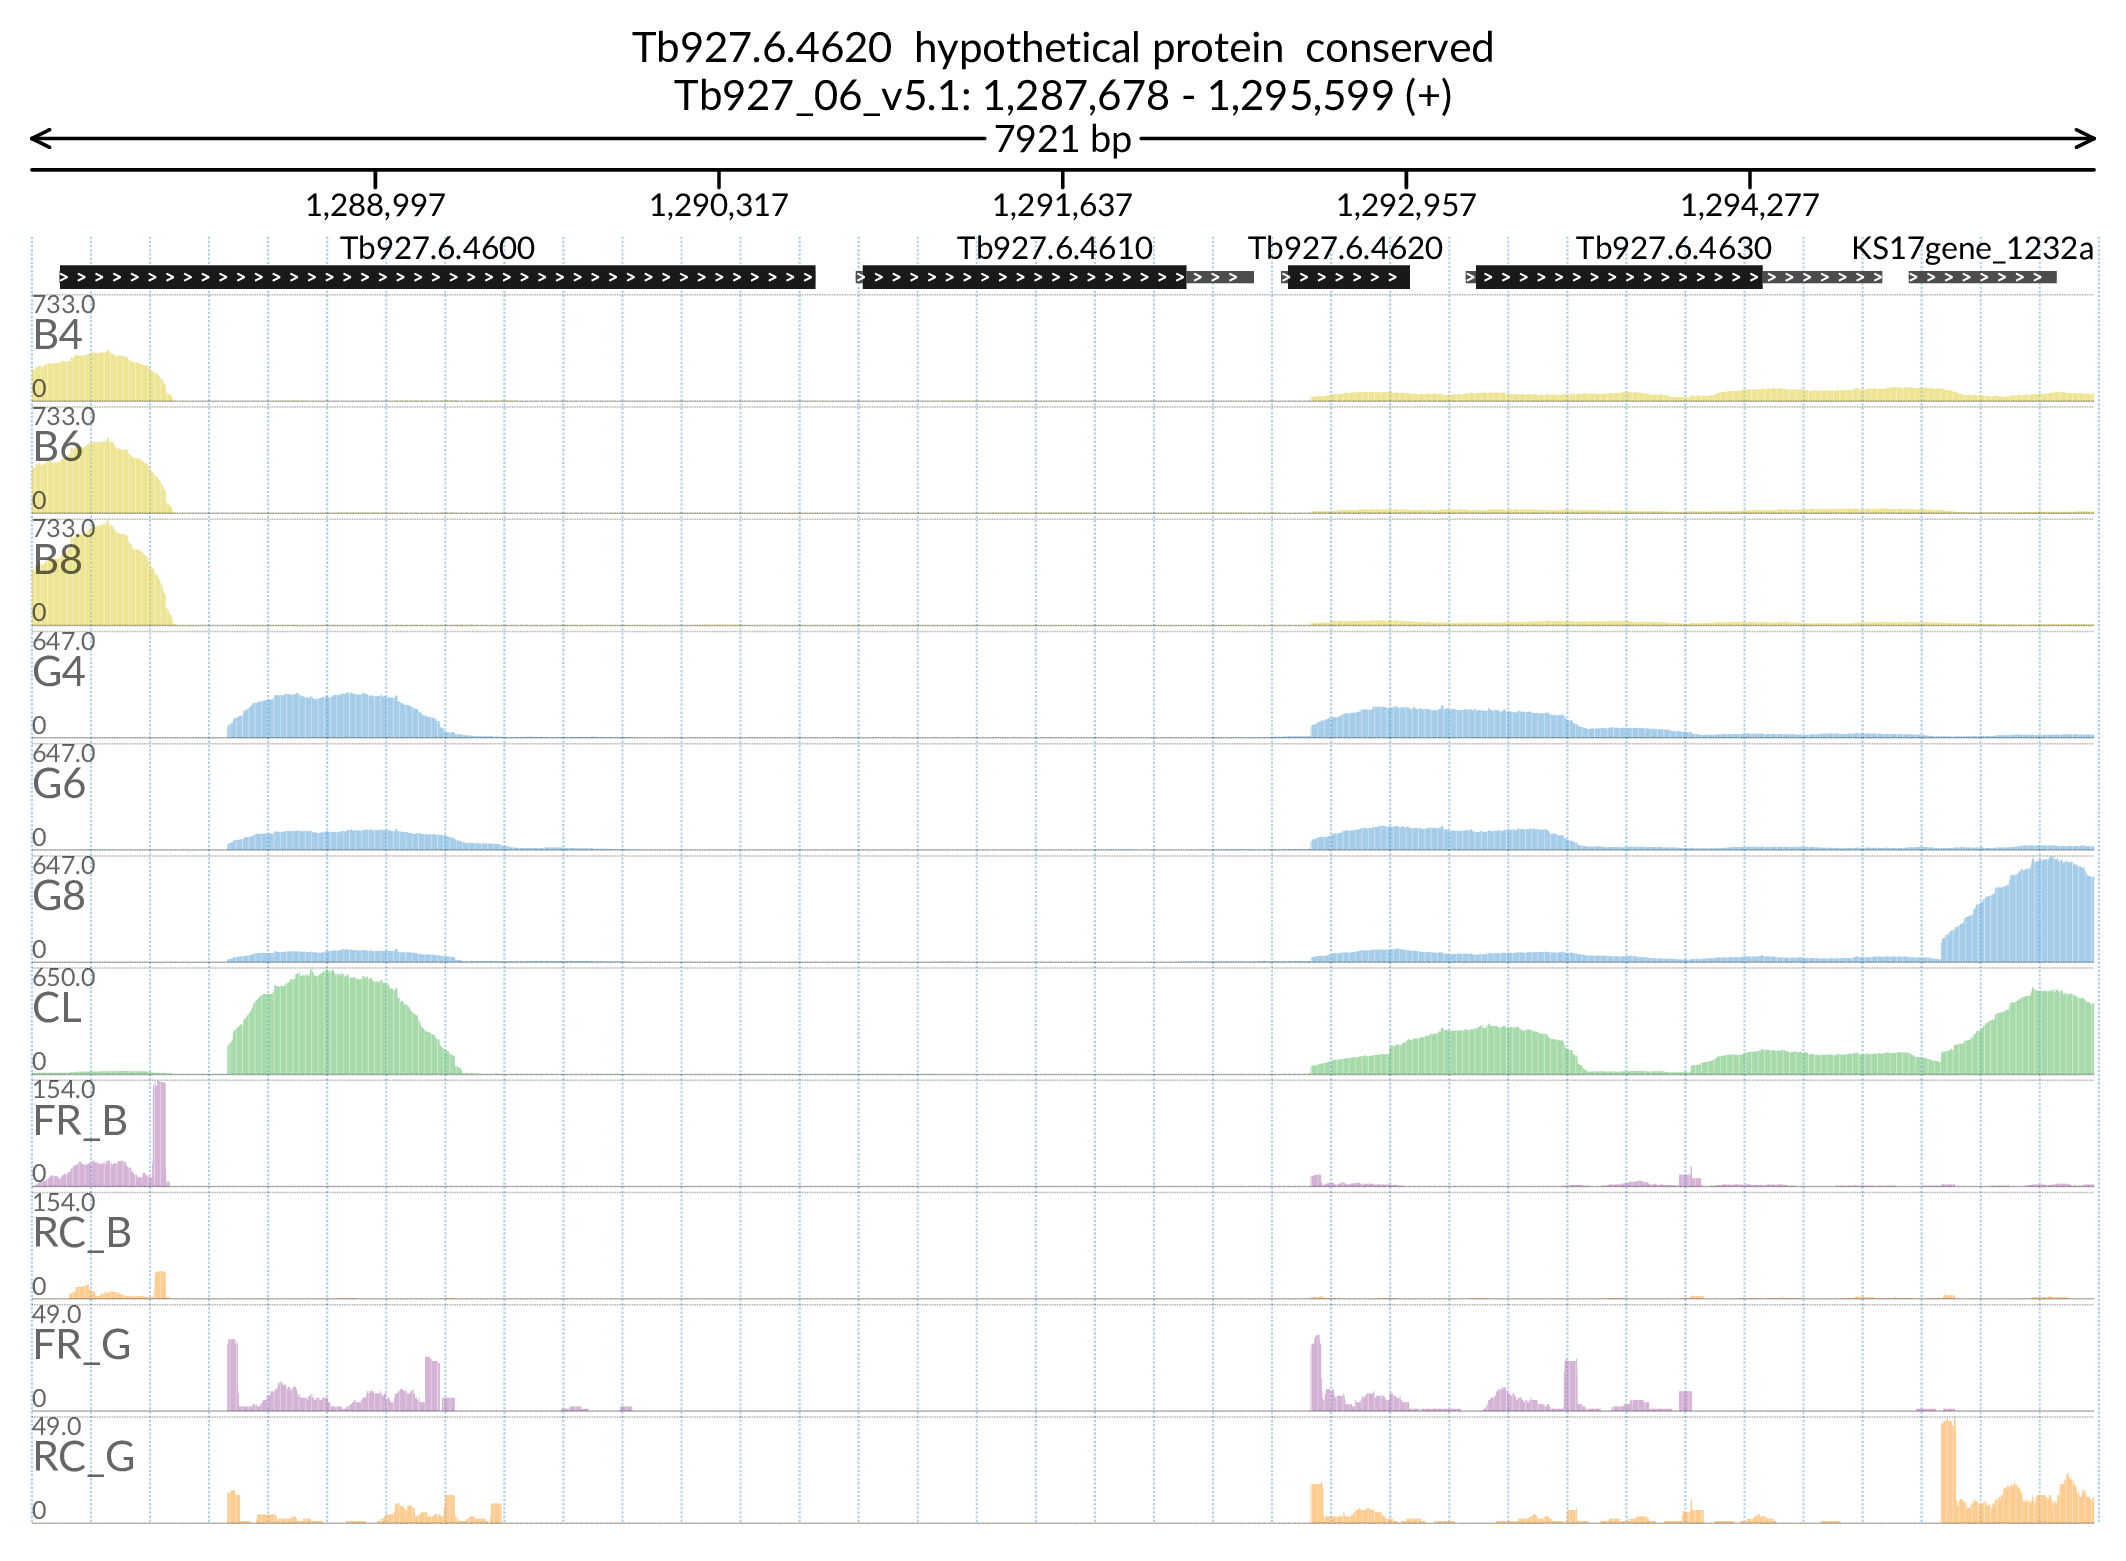 Tb927.6.4620  hypothetical protein  conserved
Tb927_06_v5.1: 1,287,678 - 1,295,599 (+)
7921 bp
1,288,997 1,290,317 1,291,637 1,292,957 1,294,277
Tb927.6.4600 Tb927.6.4610 Tb927.6.4620 Tb927.6.4630 KS17gene_1232a
733.0
B4
0
733.0
B6
0
733.0
B8
0
647.0
G4
0
647.0
G6
0
647.0
G8
0
650.0
CL
0
154.0
FR_B
0
154.0
RC_B
0
49.0
FR_G
0
49.0
RC_G
0